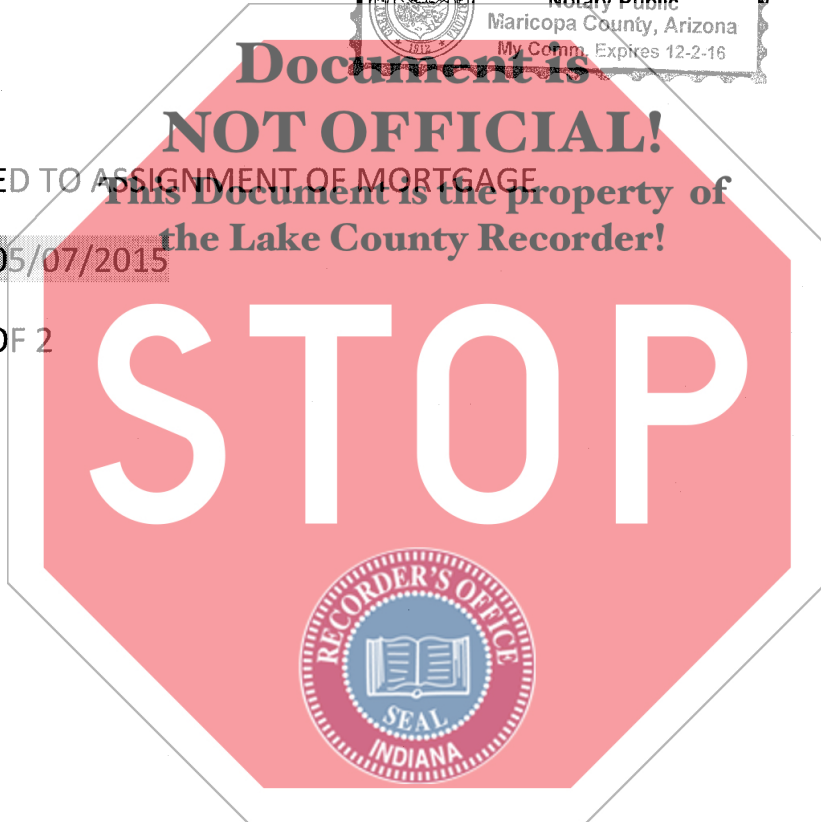 Notary Public
Maricopa County, Arizona
My Comm. Expires 12-2-16
1912
Document is
NOT OFFICIAL!
ED TO ASSIGNMENT OF MORTGAGE
This Document is the property of
the Lake County Recorder!
05/07/2015
OF 2
STOP
RECORDER'S OFFICE
SEAL
INDIANA